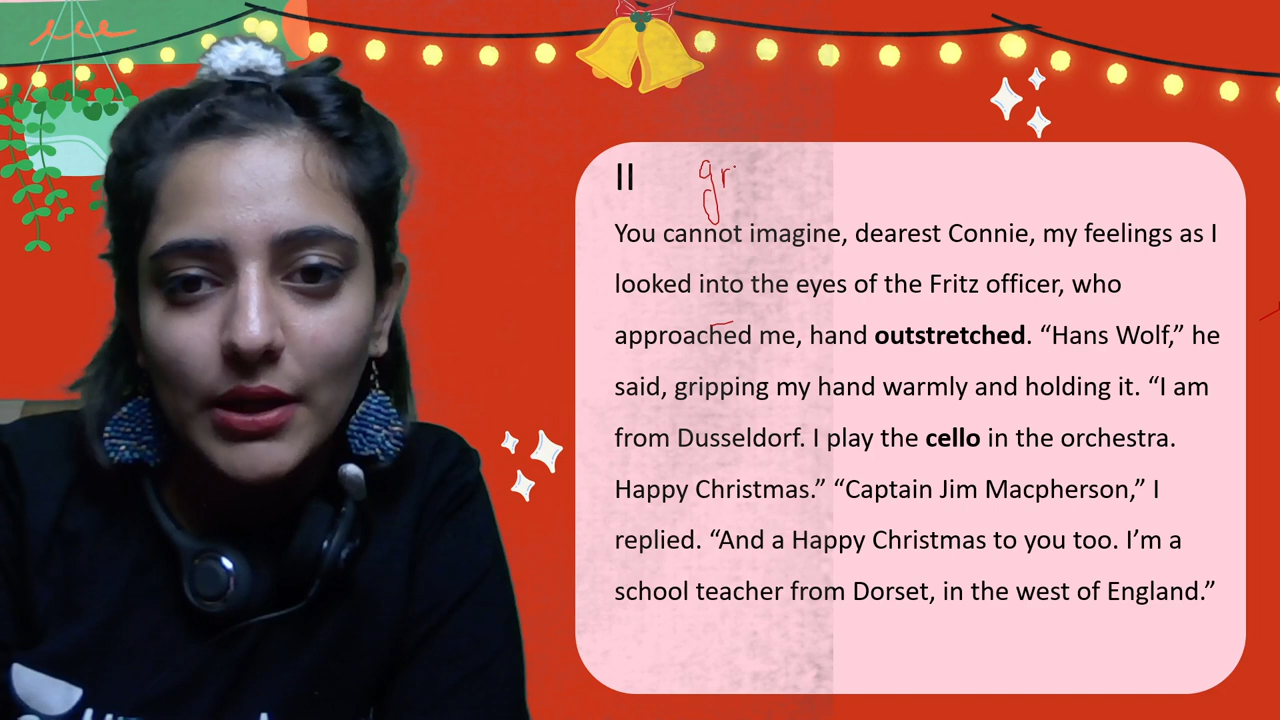 II gr
You cannot imagine, dearest Connie, my feelings as I
looked into the eyes of the Fritz officer, who
approached me, hand outstretched. “Hans Wolf,” he
said, gripping my hand warmly and holding it. “I am
from Dusseldorf. I play the cello in the orchestra.
Happy Christmas.” “Captain Jim Macpherson,” I
replied. “And a Happy Christmas to you too. I’m a
school teacher from Dorset, in the west of England.”